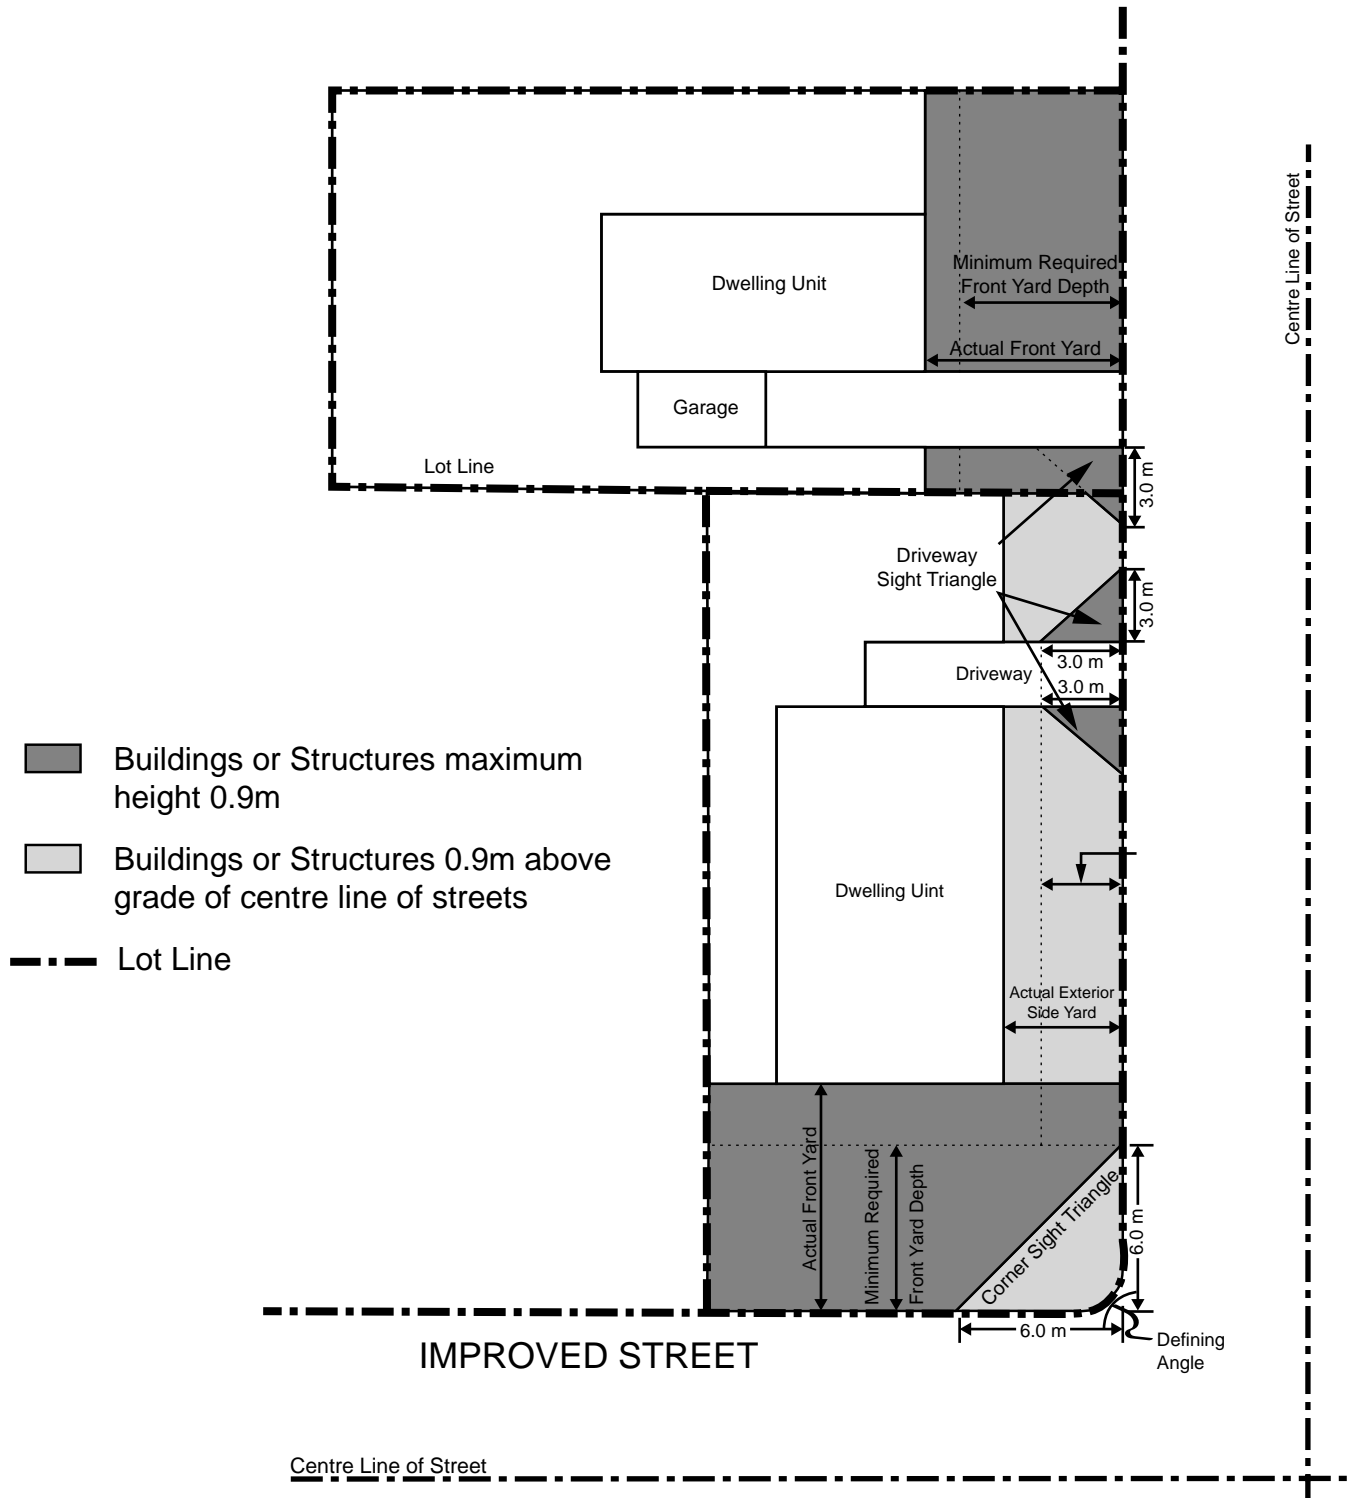 Centre Line of Street
Minimum Required
Front Yard Depth
Dwelling Unit
Actual Front Yard
Garage
Lot Line
3.0 m
Driveway
Sight Triangle
3.0 m
3.0 m
Driveway
3.0 m
Buildings or Structures maximum
height 0.9m
Buildings or Structures 0.9m above
grade of centre line of streets
Lot Line
Dwelling Uint
Actual Exterior
Side Yard
Actual Front Yard
Minimum Required
Front Yard Depth
Corner Sight Triangle
6.0 m
6.0 m
Defining
Angle
IMPROVED STREET
Centre Line of Street